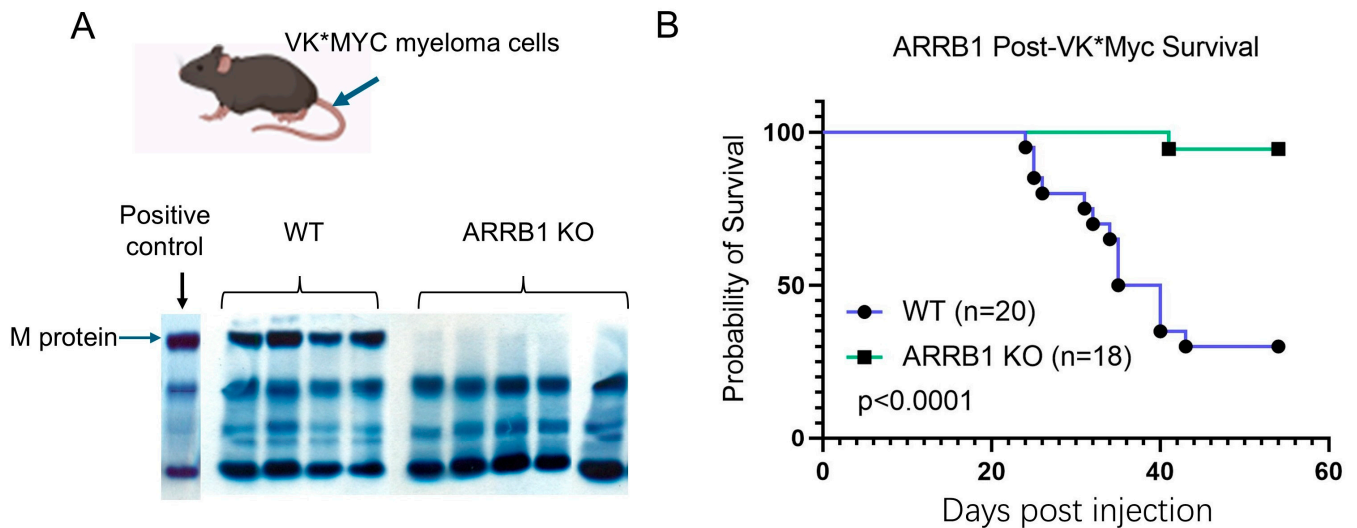 A
VK*MYC myeloma cells
Positive
control
WT
ARRB1 KO
M protein
B
ARRB1 Post-VK*Myc Survival
Probability of Survival
100
50
0
WT (n=20)
ARRB1 KO (n=18)
p<0.0001
0
20
40
60
Days post injection